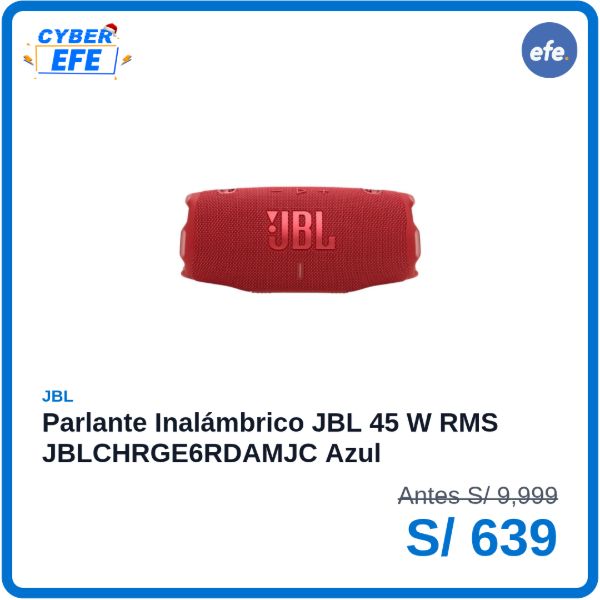 CYBER
EFE
efe.
JBL
JBL
Parlante Inalámbrico JBL 45 W RMS
JBLCHRGE6RDAMJC Azul
Antes S/ 9,999
S/ 639